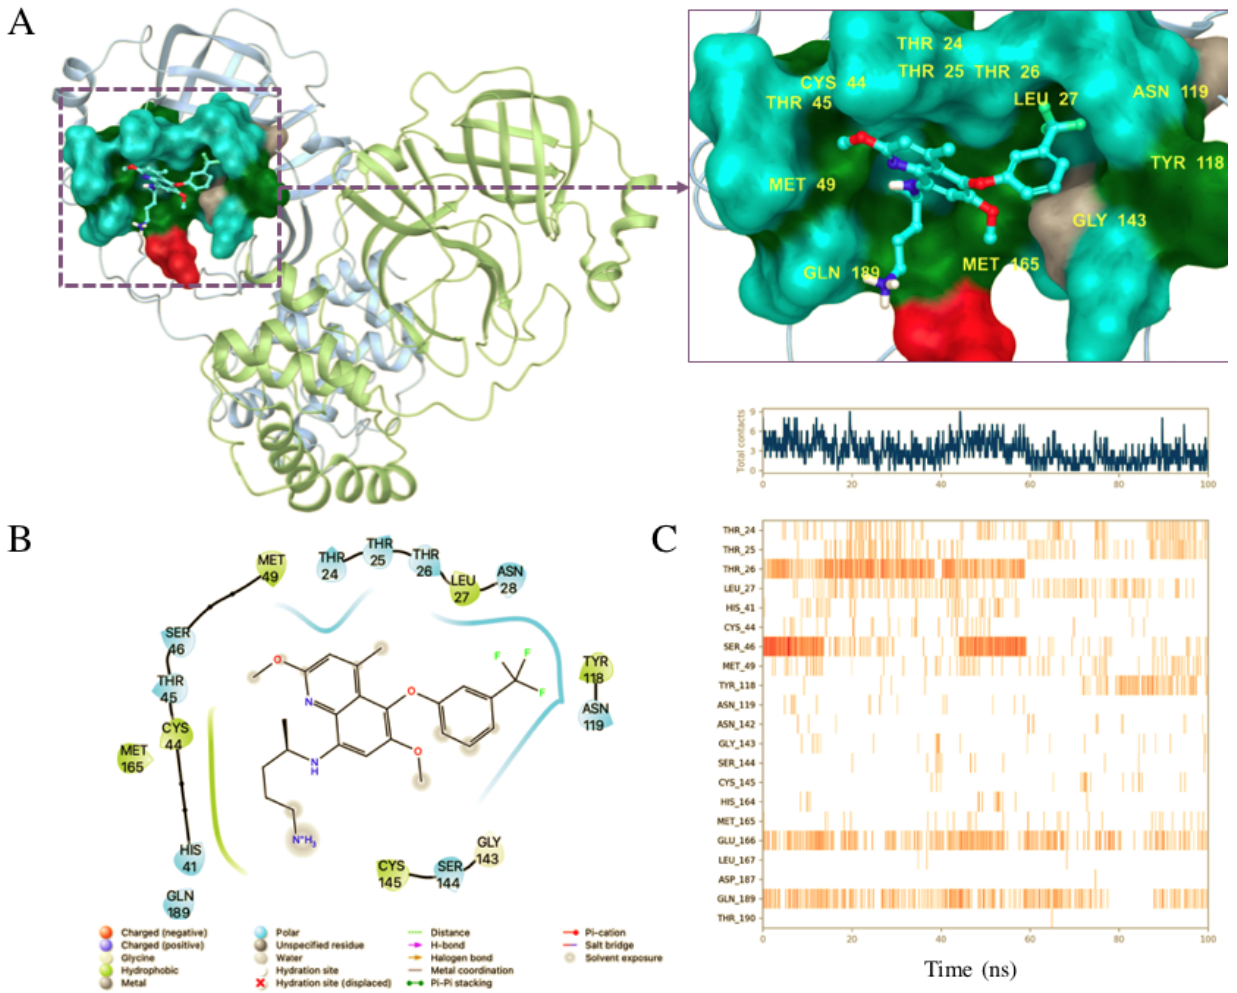 A
THR 24
THR 25 THR 26
CYS 44
THR 45
LEU 27
ASN 119
TYR 118
MET 49
GLY 143
GLN 189
MET 165
Total contacts
9
6
3
0
0 20 40 60 80 100
B
MET 49
THR 24
THR 25
THR 26
LEU 27
ASN 28
SER 46
THR 45
CYS 44
MET 165
HIS 41
GLN 189
TYR 118
ASN 119
GLY 143
SER 144
CYS 145
O
N
NH
O
O
F
F
F
N+H3
Charged (negative)
Charged (positive)
Glycine
Hydrophobic
Metal
Polar
Unspecified residue
Water
Hydration site
Hydration site (displaced)
Distance
H-bond
Halogen bond
Metal coordination
Pi-Pi stacking
Pi-cation
Salt bridge
Solvent exposure
C
THR_24
THR_25
THR_26
LEU_27
HIS_41
CYS_44
SER_46
MET_49
TYR_118
ASN_119
ASN_142
GLY_143
SER_144
CYS_145
HIS_164
MET_165
GLU_166
LEU_167
ASP_187
GLN_189
THR_190
0 20 40 60 80 100
Time (ns)